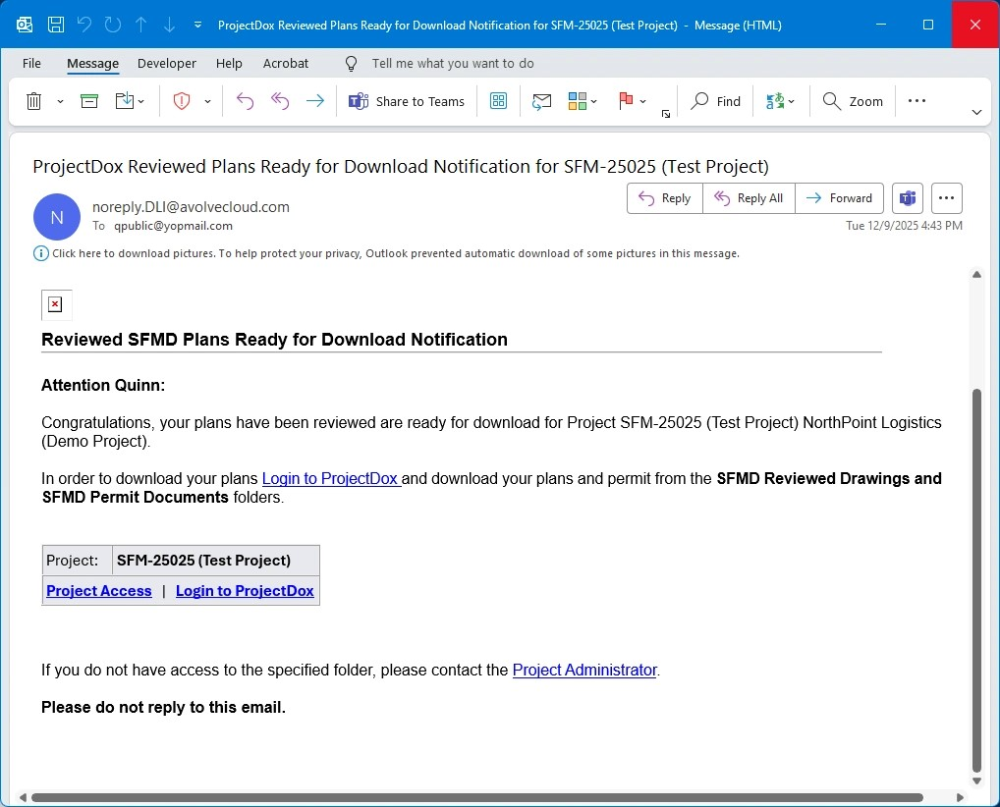 ProjectDox Reviewed Plans Ready for Download Notification for SFM-25025 (Test Project) - Message (HTML)
File Message Developer Help Acrobat Tell me what you want to do
Share to Teams Find Zoom
ProjectDox Reviewed Plans Ready for Download Notification for SFM-25025 (Test Project)
N
noreply.DLI@avolvecloud.com
To qpublic@yopmail.com
Reply Reply All Forward
Tue 12/9/2025 4:43 PM
Click here to download pictures. To help protect your privacy, Outlook prevented automatic download of some pictures in this message.
Reviewed SFMD Plans Ready for Download Notification
Attention Quinn:
Congratulations, your plans have been reviewed are ready for download for Project SFM-25025 (Test Project) NorthPoint Logistics
(Demo Project).
In order to download your plans Login to ProjectDox and download your plans and permit from the SFMD Reviewed Drawings and
SFMD Permit Documents folders.
Project: SFM-25025 (Test Project)
Project Access | Login to ProjectDox
If you do not have access to the specified folder, please contact the Project Administrator.
Please do not reply to this email.